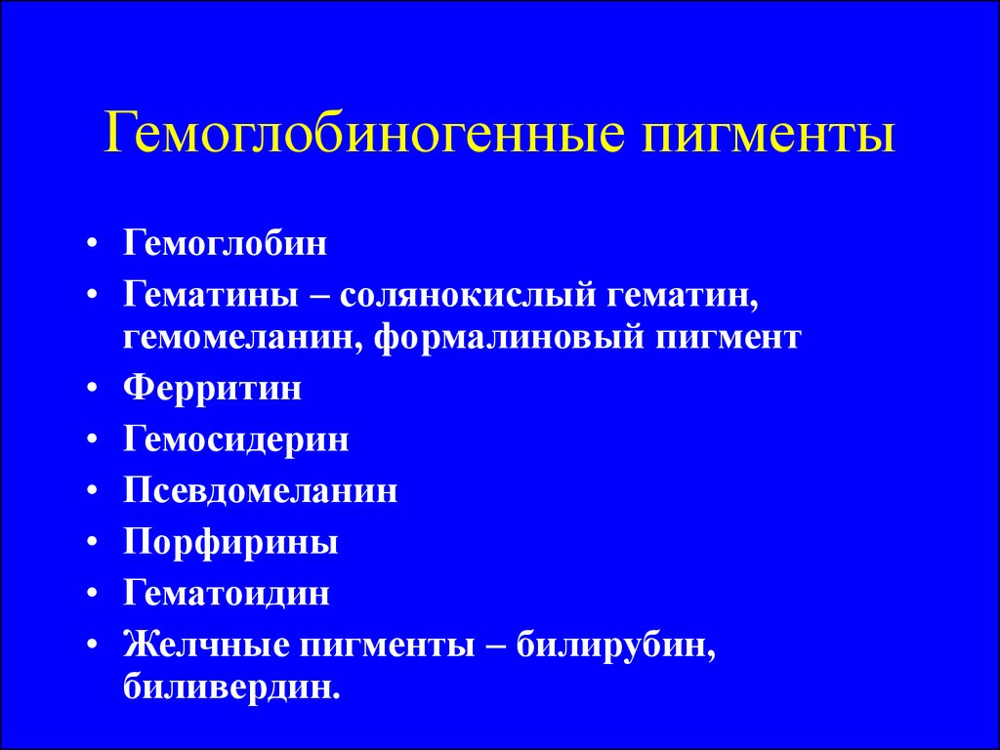 Гемоглобиногенные пигменты
• Гемоглобин
• Гематины – солянокислый гематин,
гемомеланин, формалиновый пигмент
• Ферритин
• Гемосидерин
• Псевдомеланин
• Порфирины
• Гематоидин
• Желчные пигменты – билирубин,
биливердин.